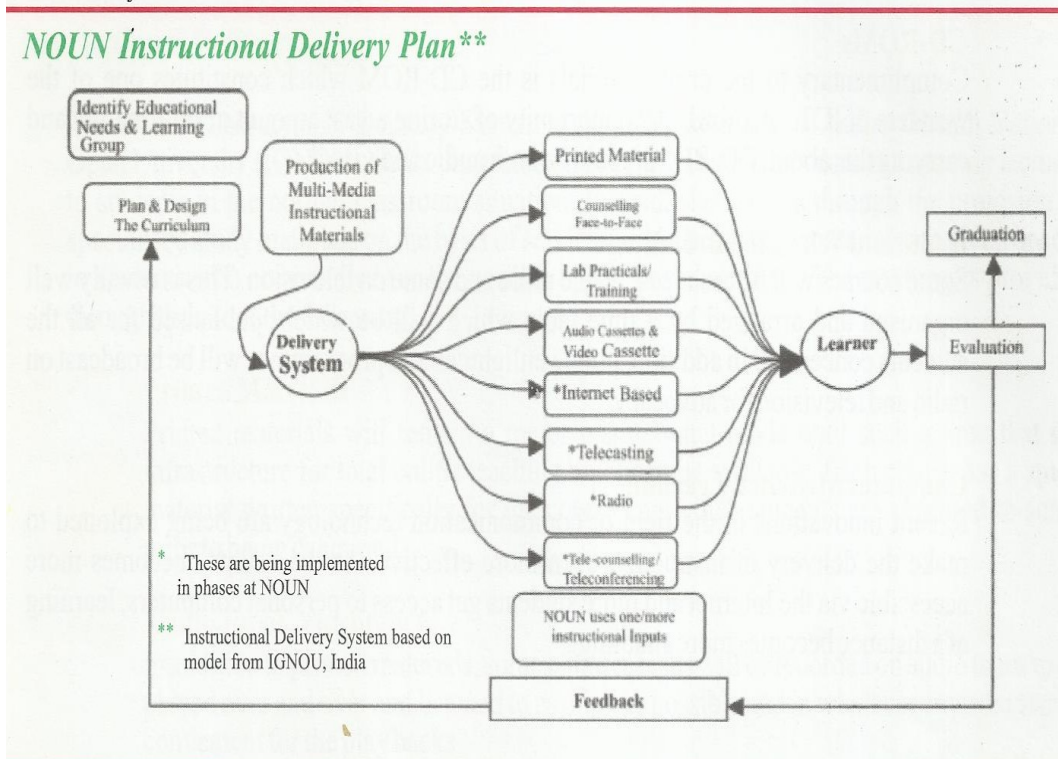 NOUN Instructional Delivery Plan**
Identify Educational
Needs & Learning
Group
Plan & Design
The Curriculum
Production of
Multi-Media
Instructional
Materials
Delivery
System
Printed Material
Counselling
Face-to-Face
Lab Practicals/
Training
Audio Cassettes &
Video Cassette
*Internet Based
*Telecasting
*Radio
*Tele-counselling/
Teleconferencing
NOUN uses one/more
instructional Inputs
Learner
Graduation
Evaluation
* These are being implemented
in phases at NOUN
** Instructional Delivery System based on
model from IGNOU, India
Feedback